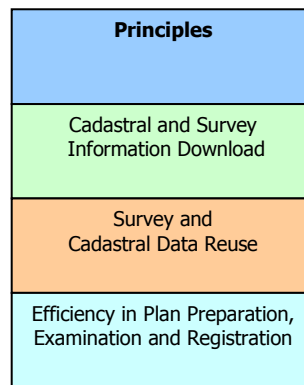 Principles
Cadastral and Survey
Information Download
Survey and
Cadastral Data Reuse
Efficiency in Plan Preparation,
Examination and Registration